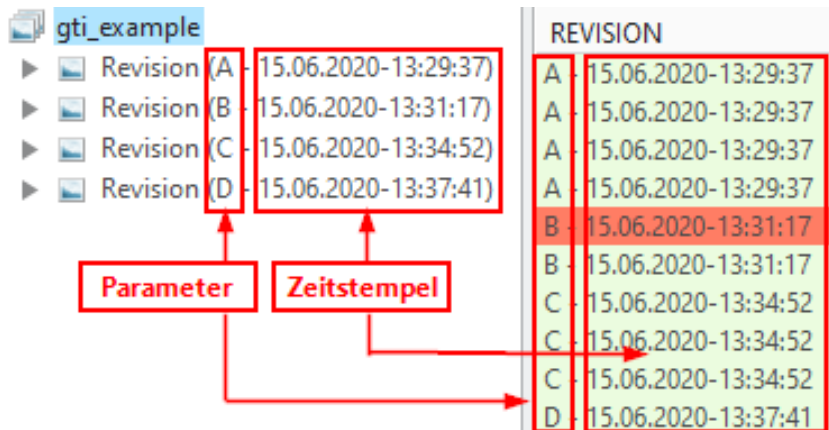 gti_example
Revision (A - 15.06.2020-13:29:37)
Revision (B - 15.06.2020-13:31:17)
Revision (C - 15.06.2020-13:34:52)
Revision (D - 15.06.2020-13:37:41)
Parameter
Zeitstempel
REVISION
A - 15.06.2020-13:29:37
A - 15.06.2020-13:29:37
A - 15.06.2020-13:29:37
A - 15.06.2020-13:29:37
B - 15.06.2020-13:31:17
B - 15.06.2020-13:31:17
C - 15.06.2020-13:34:52
C - 15.06.2020-13:34:52
C - 15.06.2020-13:34:52
D - 15.06.2020-13:37:41